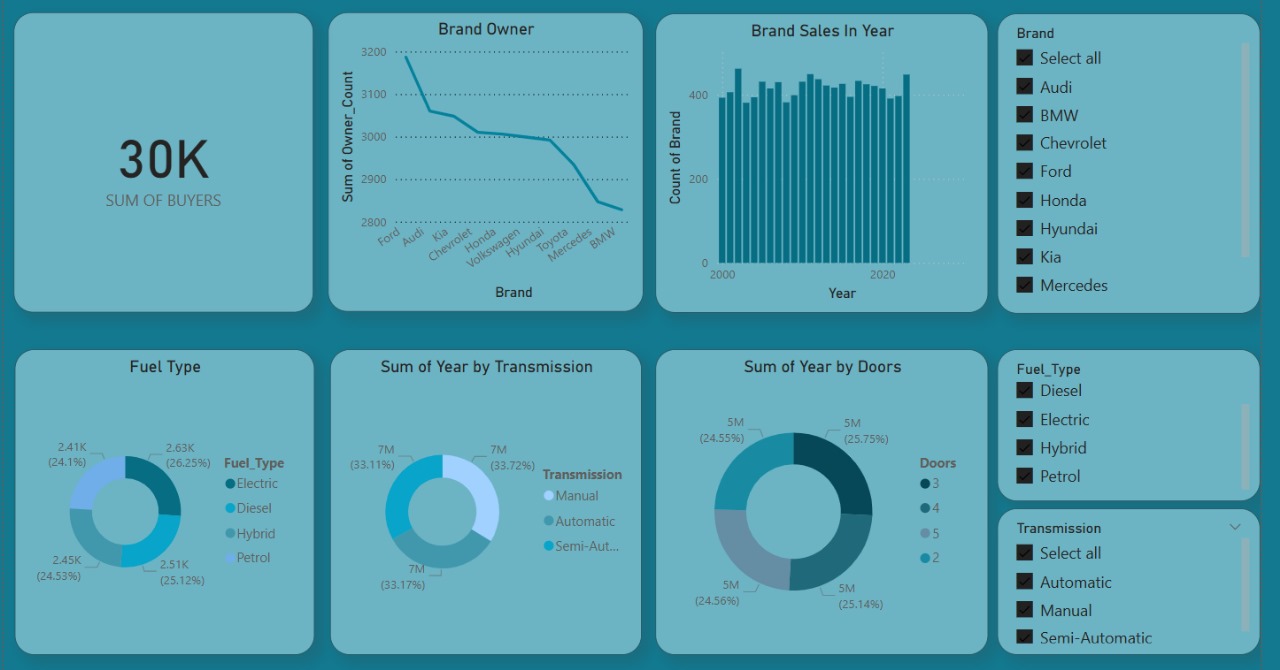 30K
SUM OF BUYERS
Brand Owner
Sum of Owner_Count
3200
3100
3000
2900
2800
Ford
Audi
Kia
Chevrolet
Honda
Volkswagen
Hyundai
Toyota
Mercedes
BMW
Brand
Brand Sales In Year
Count of Brand
400
200
0
2000
2020
Year
Brand
Select all
Audi
BMW
Chevrolet
Ford
Honda
Hyundai
Kia
Mercedes
Fuel Type
2.41K
(24.1%)
2.63K
(26.25%)
2.45K
(24.53%)
2.51K
(25.12%)
Fuel_Type
Electric
Diesel
Hybrid
Petrol
Sum of Year by Transmission
7M
(33.11%)
7M
(33.72%)
7M
(33.17%)
Transmission
Manual
Automatic
Semi-Aut...
Sum of Year by Doors
5M
(24.55%)
5M
(25.75%)
5M
(24.56%)
5M
(25.14%)
Doors
3
4
5
2
Fuel_Type
Diesel
Electric
Hybrid
Petrol
Transmission
Select all
Automatic
Manual
Semi-Automatic